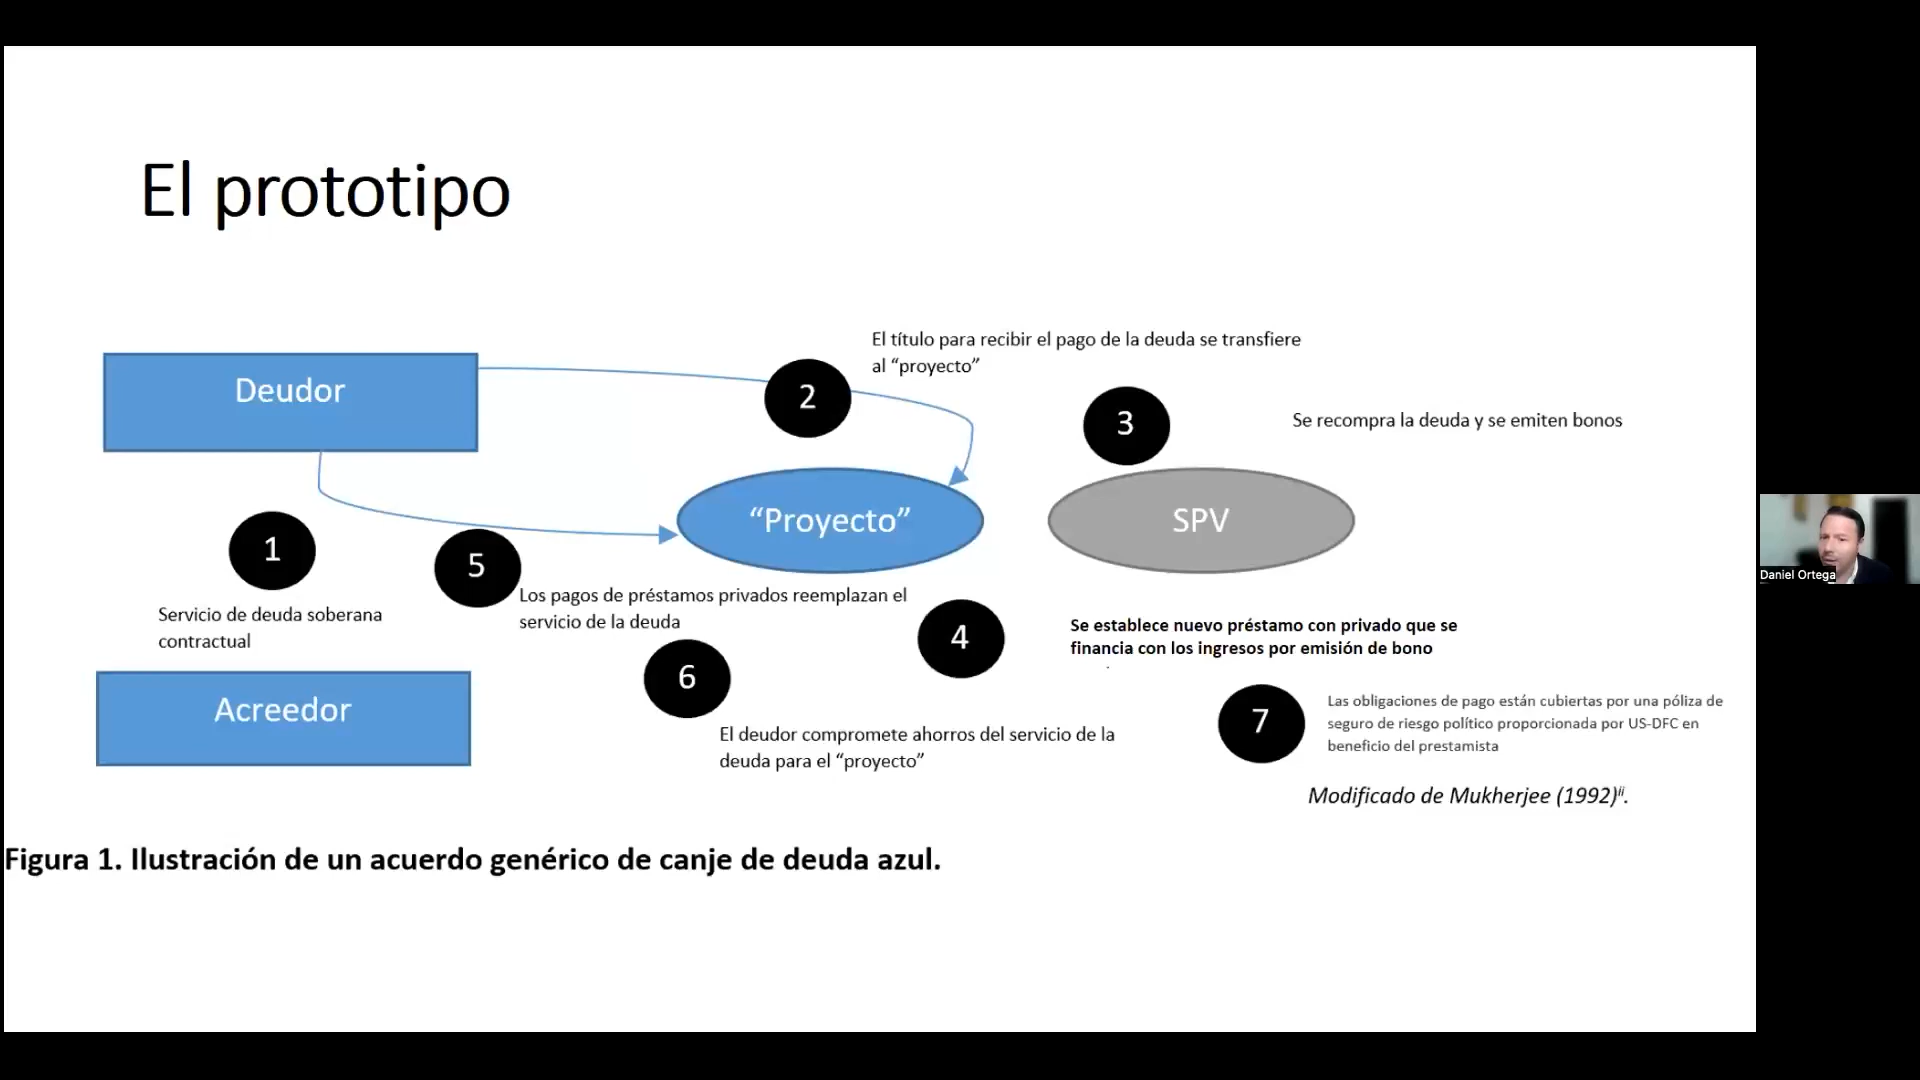 El prototipo
El título para recibir el pago de la deuda se transfiere
al “proyecto”
Deudor
2
3
Se recompra la deuda y se emiten bonos
“Proyecto”
SPV
1
5
Servicio de deuda soberana
contractual
Los pagos de préstamos privados reemplazan el
servicio de la deuda
4
Se establece nuevo préstamo con privado que se
financia con los ingresos por emisión de bono
6
Acreedor
El deudor compromete ahorros del servicio de la
deuda para el “proyecto”
7
Las obligaciones de pago están cubiertas por una póliza de
seguro de riesgo político proporcionada por US-DFC en
beneficio del prestamista
Modificado de Mukherjee (1992)ii.
Figura 1. Ilustración de un acuerdo genérico de canje de deuda azul.
Daniel Ortega